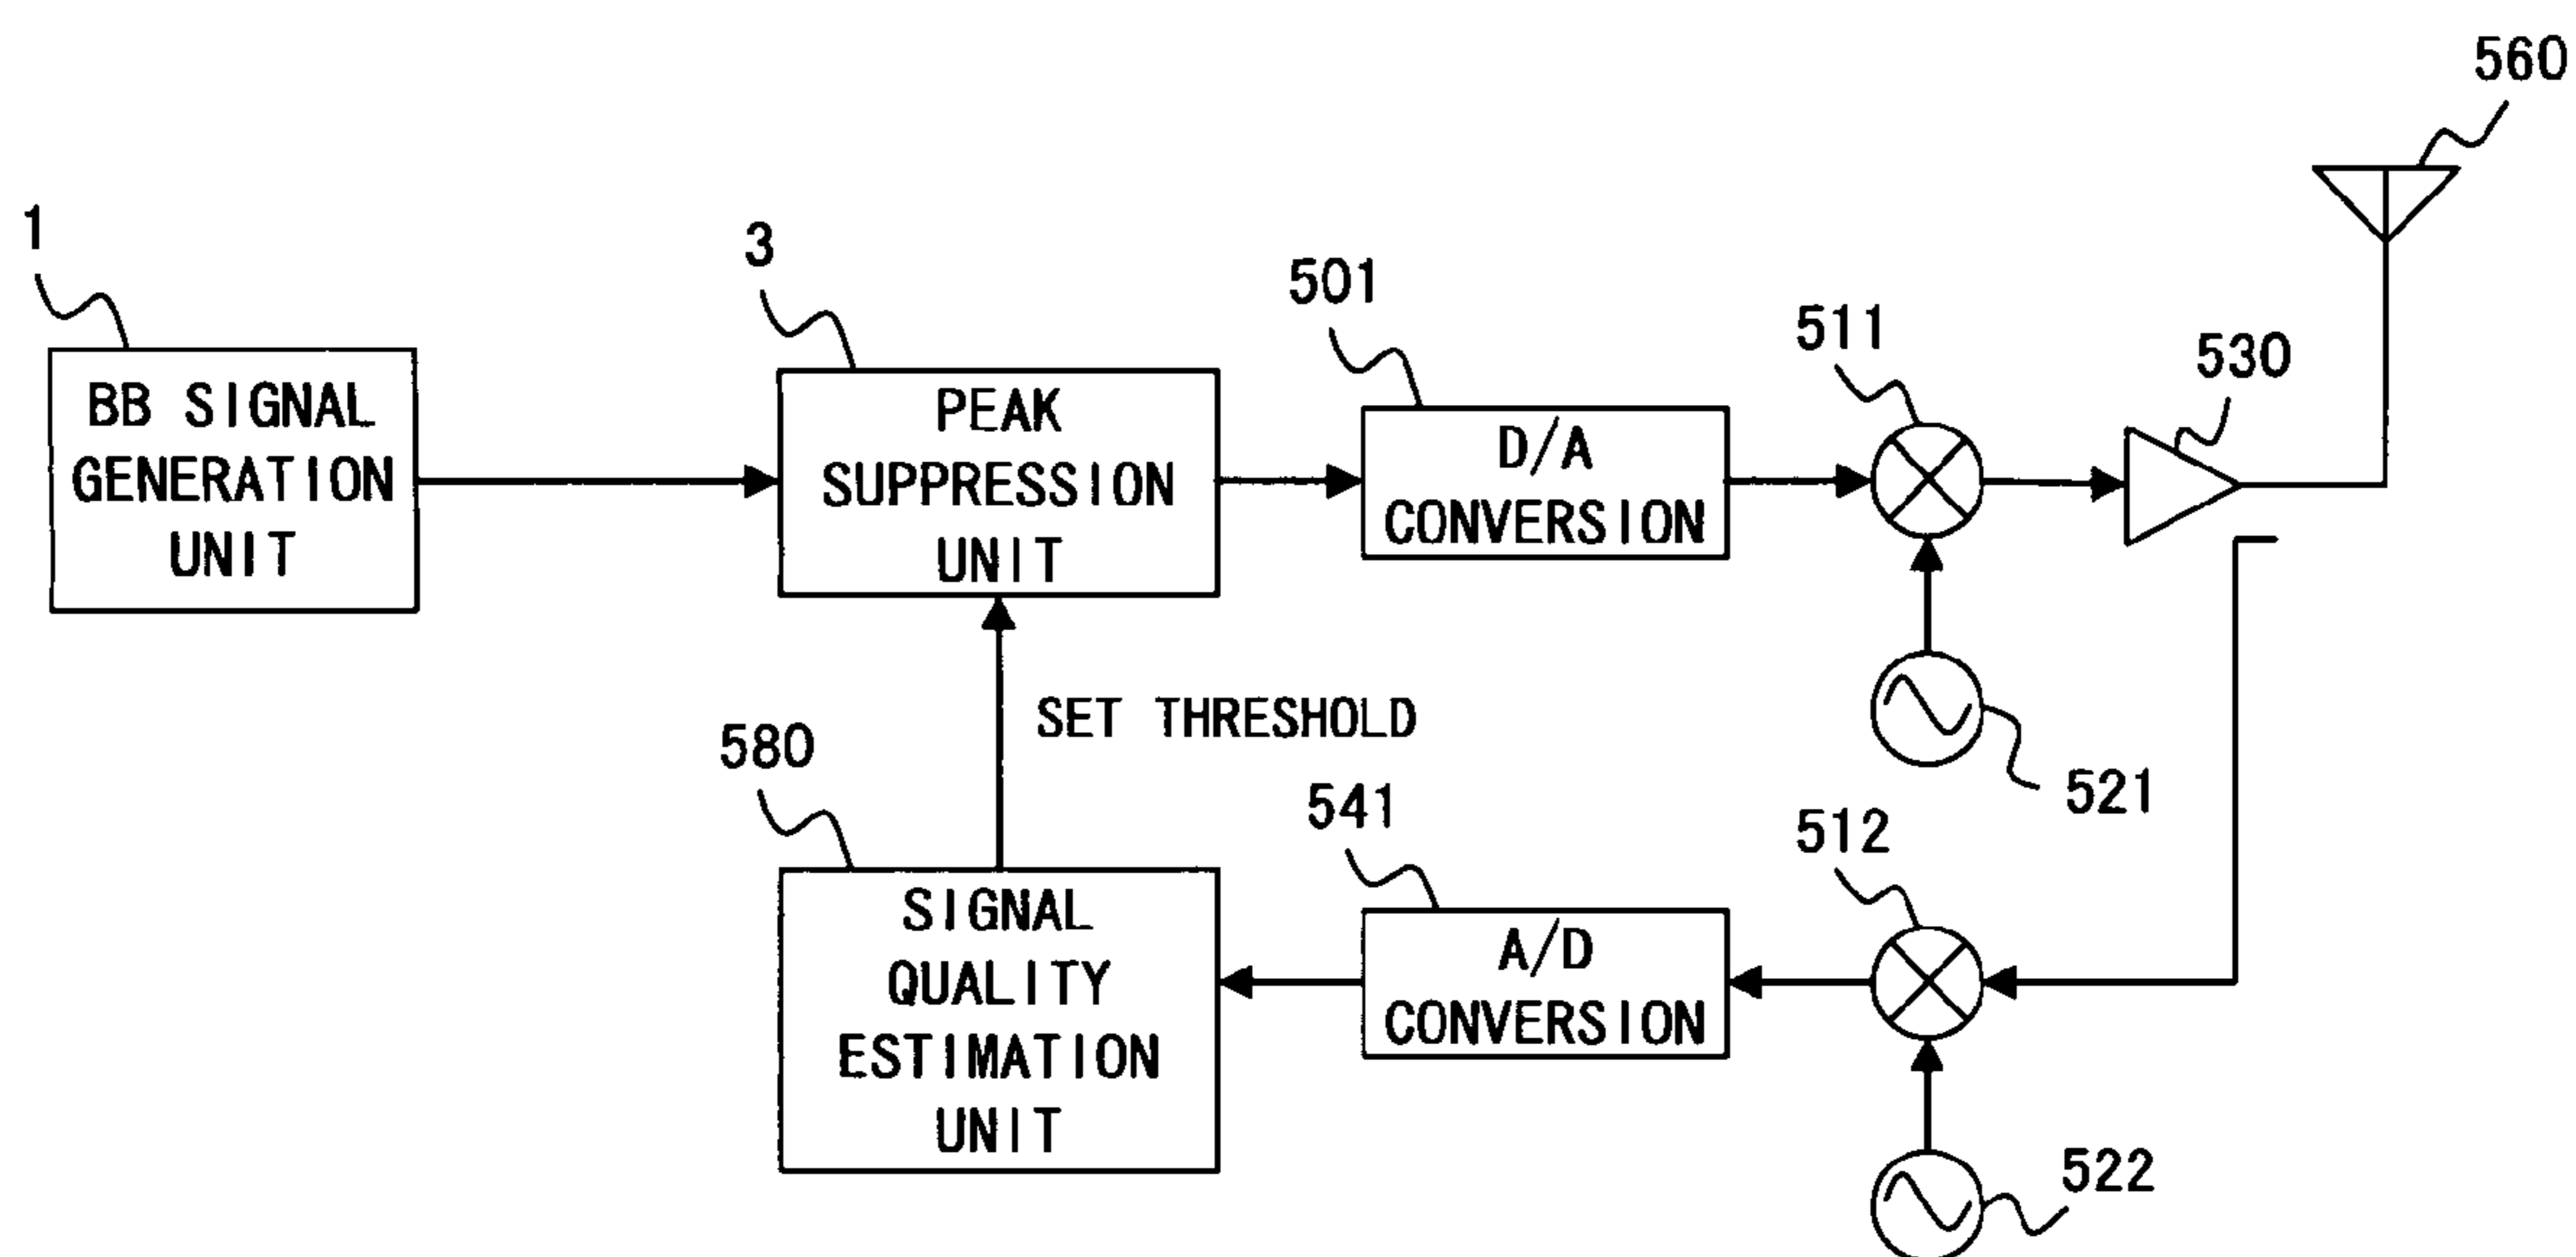 560
1
3
501
511
530
BB SIGNAL
GENERATION
UNIT
PEAK
SUPPRESSION
UNIT
D/A
CONVERSION
SET THRESHOLD
580
541
521
512
SIGNAL
QUALITY
ESTIMATION
UNIT
A/D
CONVERSION
522